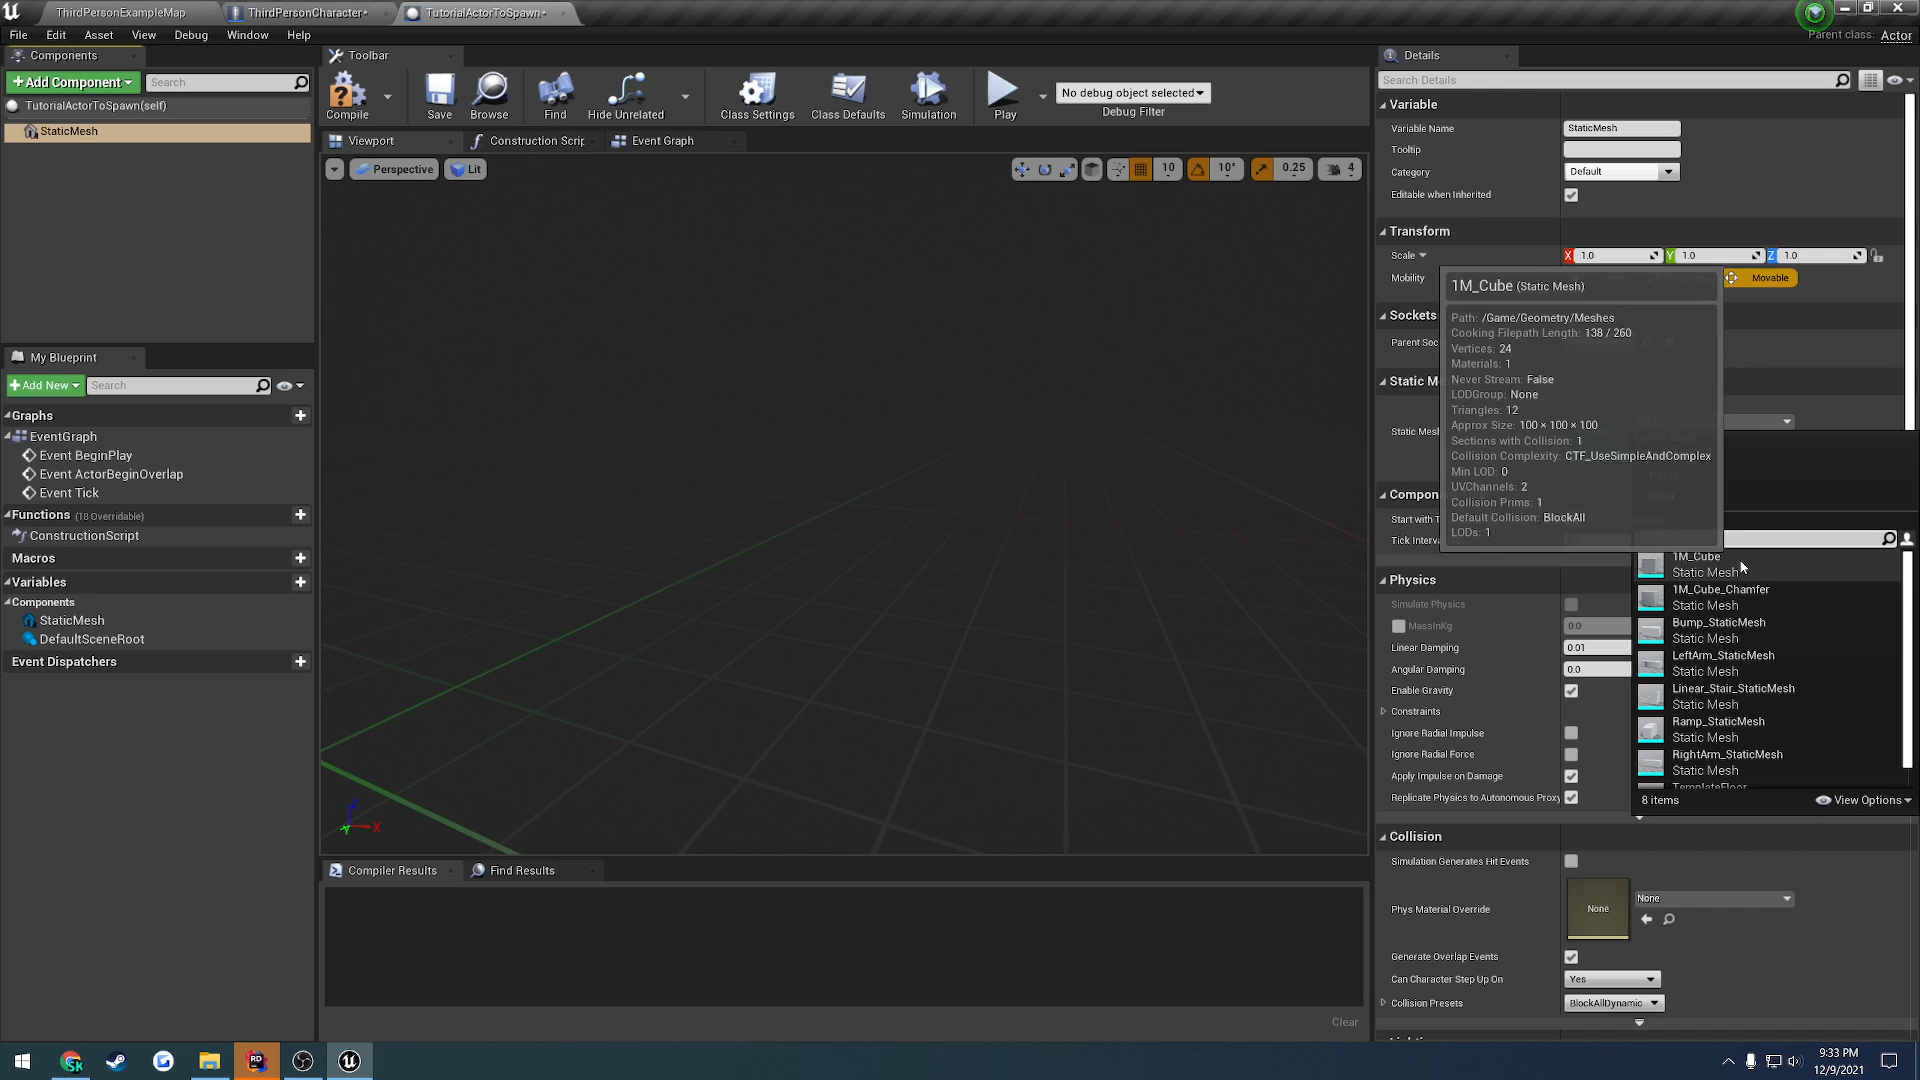 ThirdPersonExampleMap
ThirdPersonCharacter*
TutorialActorToSpawn*
File Edit Asset View Debug Window Help
Parent class: Actor
Components
+Add Component
Search
TutorialActorToSpawn(self)
StaticMesh
My Blueprint
+Add New
Search
Graphs
EventGraph
Event BeginPlay
Event ActorBeginOverlap
Event Tick
Functions (18 Overridable)
ConstructionScript
Macros
Variables
Components
StaticMesh
DefaultSceneRoot
Event Dispatchers
Toolbar
Compile
Save
Browse
Find
Hide Unrelated
Class Settings
Class Defaults
Simulation
Play
No debug object selected
Debug Filter
Viewport
Construction Scrip
Event Graph
Perspective
Lit
10
10°
0.25
4
Z
X
Y
Compiler Results
Find Results
Clear
Details
Search Details
Variable
Variable Name StaticMesh
Tooltip
Category Default
Editable when Inherited
Transform
Scale X 1.0 Y 1.0 Z 1.0
Mobility Movable
Sockets
Parent Soc
Static M
Static Mesh
Compon
Start with T
Tick Interva
1M_Cube (Static Mesh)
Path: /Game/Geometry/Meshes
Cooking Filepath Length: 138 / 260
Vertices: 24
Materials: 1
Never Stream: False
LODGroup: None
Triangles: 12
Approx Size: 100 × 100 × 100
Sections with Collision: 1
Collision Complexity: CTF_UseSimpleAndComplex
Min LOD: 0
UVChannels: 2
Collision Prims: 1
Default Collision: BlockAll
LODs: 1
1M_Cube
Static Mesh
1M_Cube_Chamfer
Static Mesh
Bump_StaticMesh
Static Mesh
LeftArm_StaticMesh
Static Mesh
Linear_Stair_StaticMesh
Static Mesh
Ramp_StaticMesh
Static Mesh
RightArm_StaticMesh
Static Mesh
TemplateFloor
8 items
View Options
Physics
Simulate Physics
MassInKg 0.0
Linear Damping 0.01
Angular Damping 0.0
Enable Gravity
Constraints
Ignore Radial Impulse
Ignore Radial Force
Apply Impulse on Damage
Replicate Physics to Autonomous Proxy
Collision
Simulation Generates Hit Events
Phys Material Override
None
None
Generate Overlap Events
Can Character Step Up On Yes
Collision Presets BlockAllDynamic
9:33 PM
12/9/2021